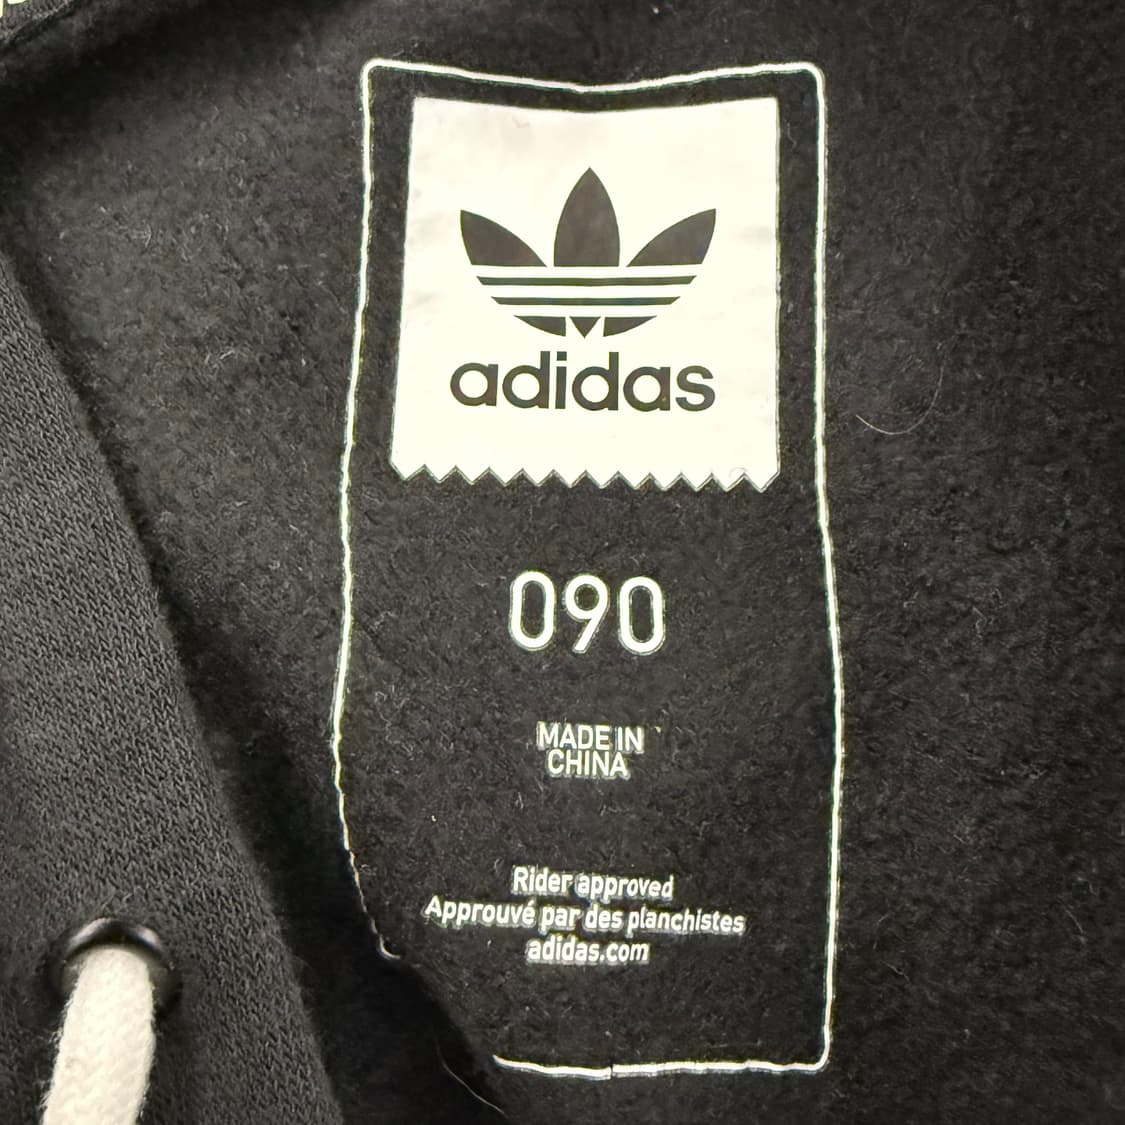 adidas
090
MADE IN
CHINA
Rider approved
Approuvé par des planchistes
adidas.com